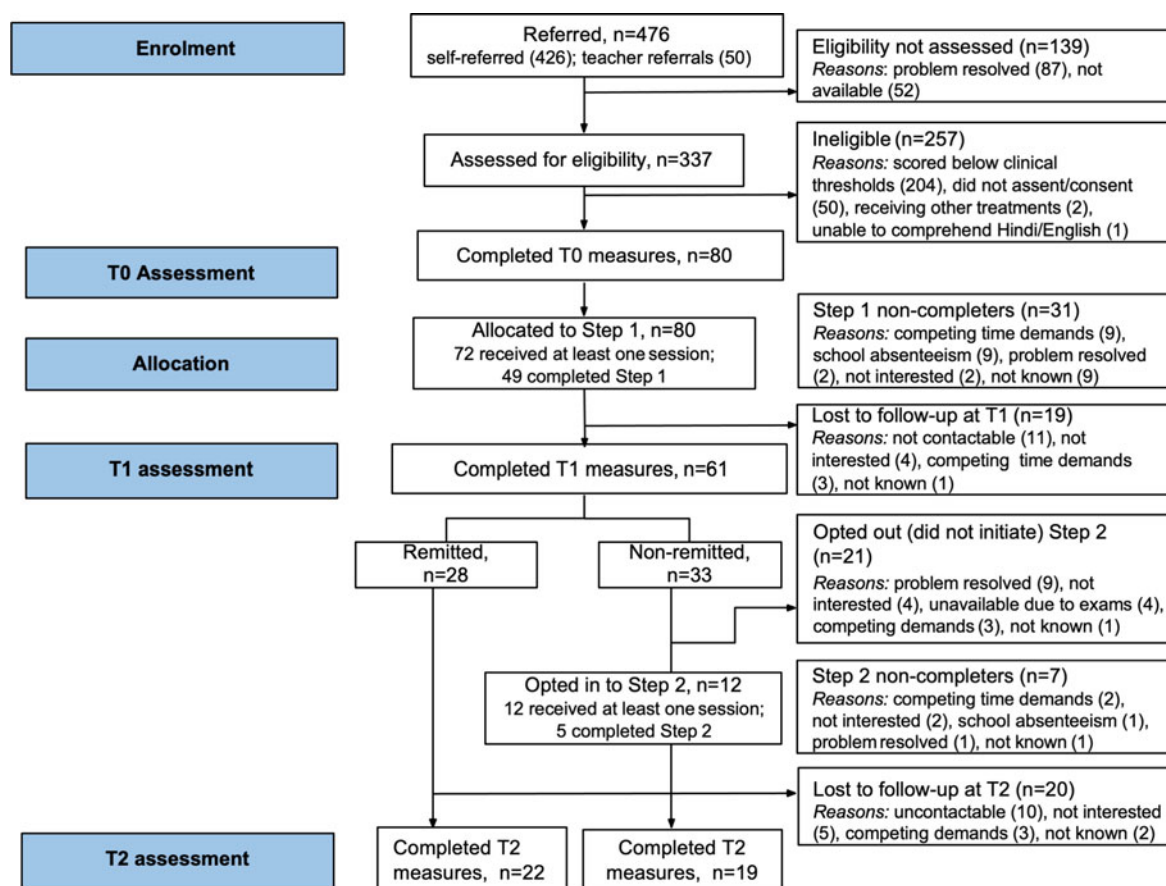 Enrolment
Referred, n=476
self-referred (426); teacher referrals (50)
Eligibility not assessed (n=139)
Reasons: problem resolved (87), not
available (52)
Assessed for eligibility, n=337
Ineligible (n=257)
Reasons: scored below clinical
thresholds (204), did not assent/consent
(50), receiving other treatments (2),
unable to comprehend Hindi/English (1)
T0 Assessment
Completed T0 measures, n=80
Allocation
Allocated to Step 1, n=80
72 received at least one session;
49 completed Step 1
Step 1 non-completers (n=31)
Reasons: competing time demands (9),
school absenteeism (9), problem resolved
(2), not interested (2), not known (9)
Lost to follow-up at T1 (n=19)
Reasons: not contactable (11), not
interested (4), competing time demands
(3), not known (1)
T1 assessment
Completed T1 measures, n=61
Remitted,
n=28
Non-remitted,
n=33
Opted out (did not initiate) Step 2
(n=21)
Reasons: problem resolved (9), not
interested (4), unavailable due to exams (4),
competing demands (3), not known (1)
Opted in to Step 2, n=12
12 received at least one session;
5 completed Step 2
Step 2 non-completers (n=7)
Reasons: competing time demands (2),
not interested (2), school absenteeism (1),
problem resolved (1), not known (1)
Lost to follow-up at T2 (n=20)
Reasons: uncontactable (10), not interested
(5), competing demands (3), not known (2)
T2 assessment
Completed T2
measures, n=22
Completed T2
measures, n=19